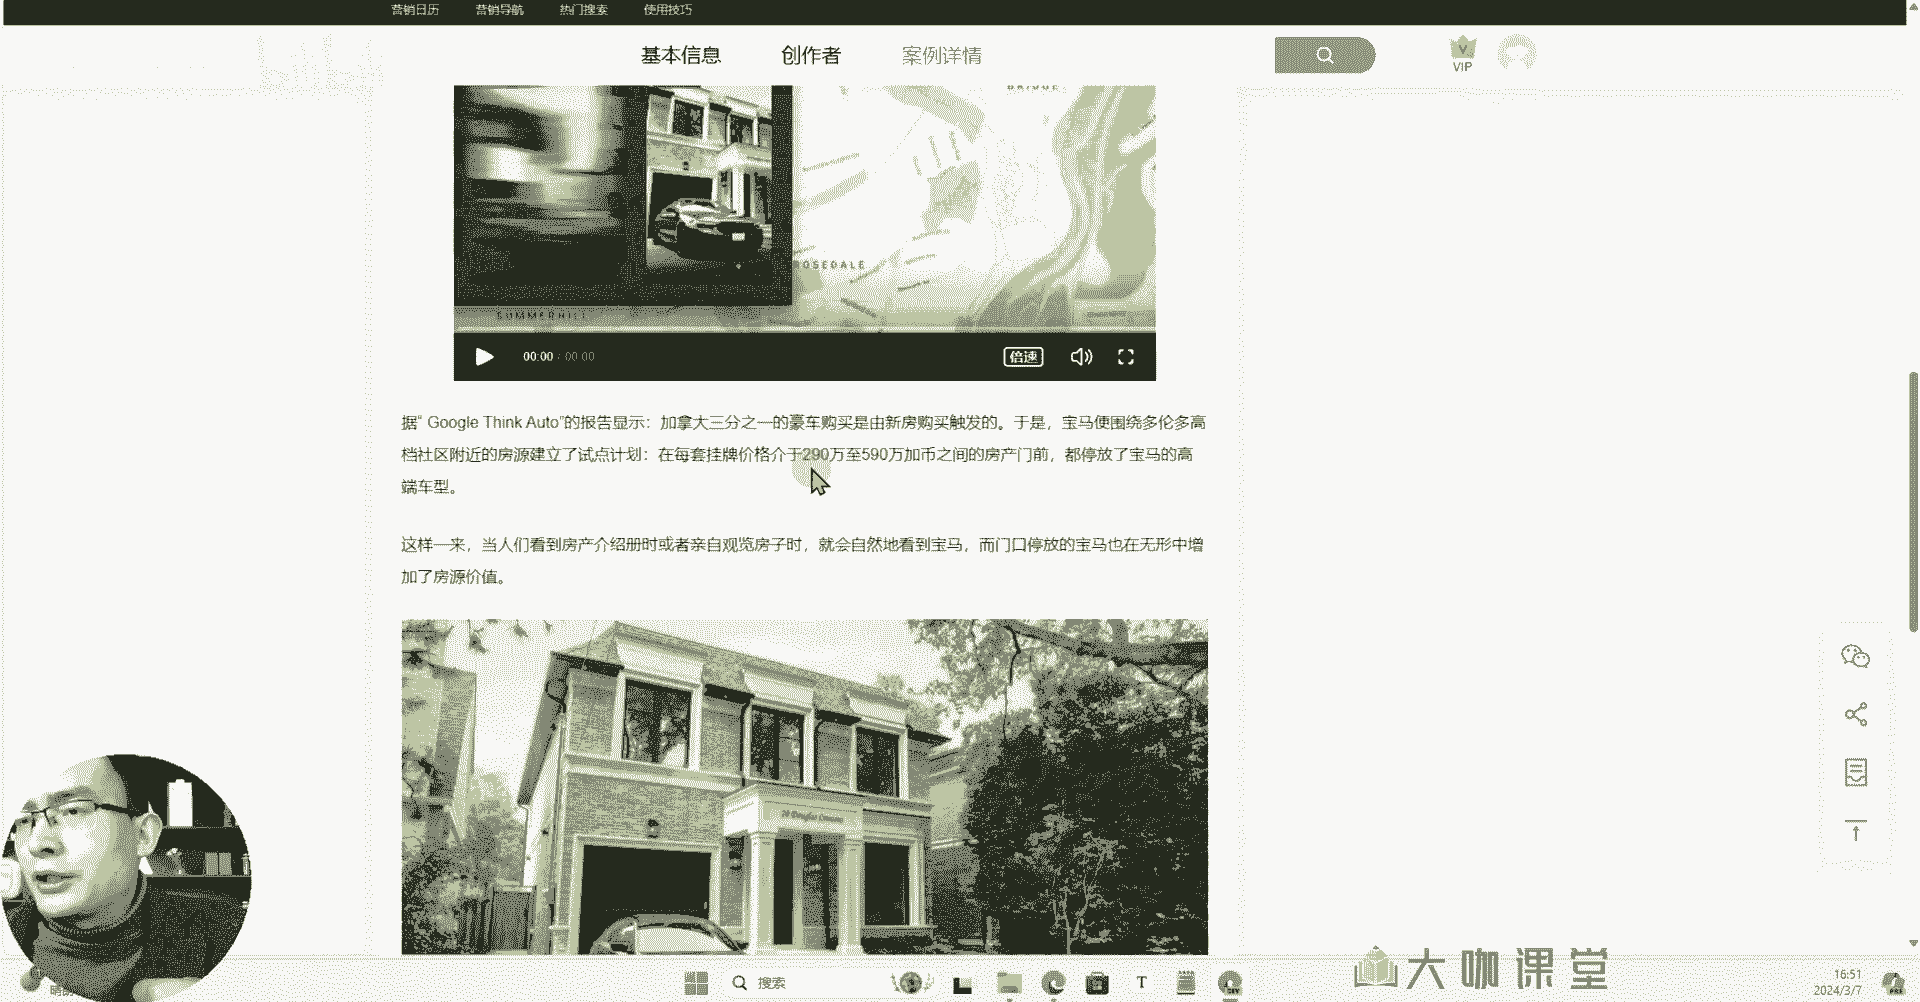 营销日历 营销导航 热门搜索 使用技巧
基本信息 创作者 案例详情
VIP
ROSEDALE
SUMMERHILL
00:00 / 00:00 倍速
据“ Google Think Auto”的报告显示：加拿大三分之一的豪车购买是由新房购买触发的。于是，宝马便围绕多伦多高
档社区附近的房源建立了试点计划：在每套挂牌价格介于290万至590万加币之间的房产门前，都停放了宝马的高
端车型。
这样一来，当人们看到房产介绍册时或者亲自观览房子时，就会自然地看到宝马，而门口停放的宝马也在无形中增
加了房源价值。
大咖课堂
搜索
16:51
2024/3/7